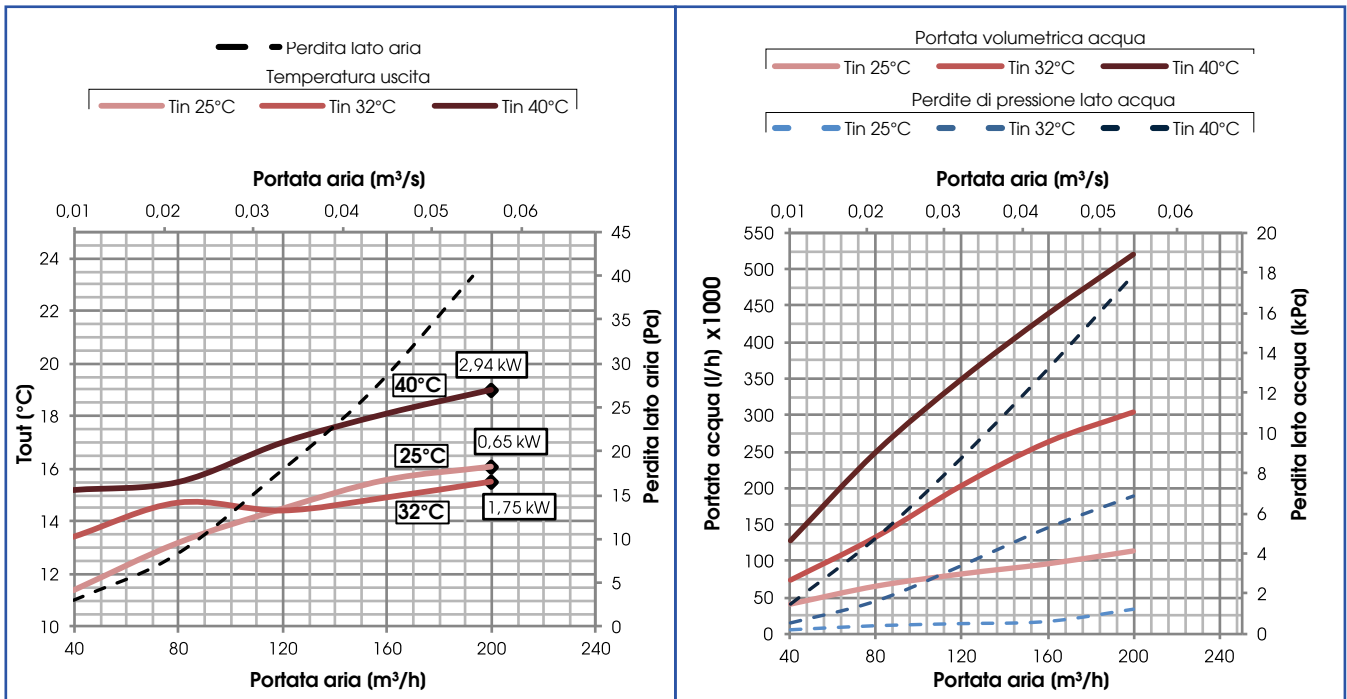 Perdita lato aria
Temperatura uscita
Tin 25°C Tin 32°C Tin 40°C
Portata aria (m³/s)
0,01 0,02 0,03 0,04 0,05 0,06
24
22
20
18
16
14
12
10
Tout (°C)
45
40
35
30
25
20
15
10
5
0
Perdita lato aria (Pa)
2,94 kW
40°C
0,65 kW
25°C
32°C
1,75 kW
40 80 120 160 200 240
Portata aria (m³/h)
Portata volumetrica acqua
Tin 25°C Tin 32°C Tin 40°C
Perdite di pressione lato acqua
Tin 25°C Tin 32°C Tin 40°C
Portata aria (m³/s)
0,01 0,02 0,03 0,04 0,05 0,06
550
500
450
400
350
300
250
200
150
100
50
0
Portata acqua (l/h) x1000
20
18
16
14
12
10
8
6
4
2
0
Perdita lato acqua (kPa)
40 80 120 160 200 240
Portata aria (m³/h)